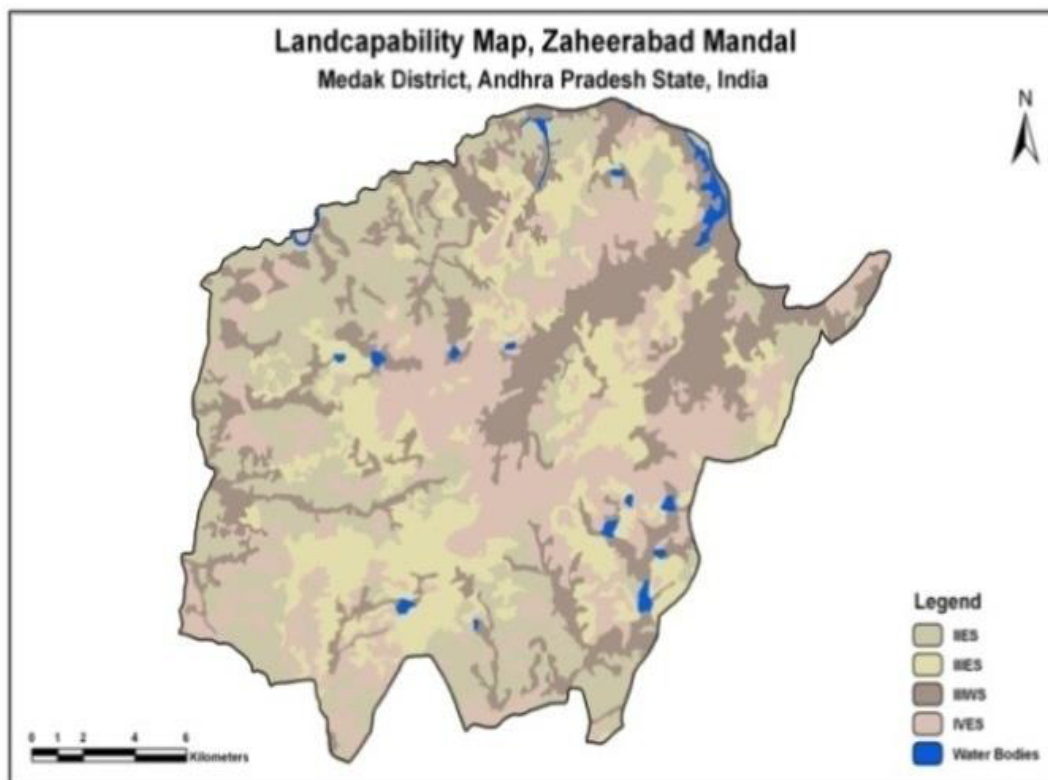 Landcapability Map, Zaheerabad Mandal
Medak District, Andhra Pradesh State, India
N
Legend
IIES
IIIES
IIIWS
IVES
Water Bodies
0 1 2 4 6
Kilometers